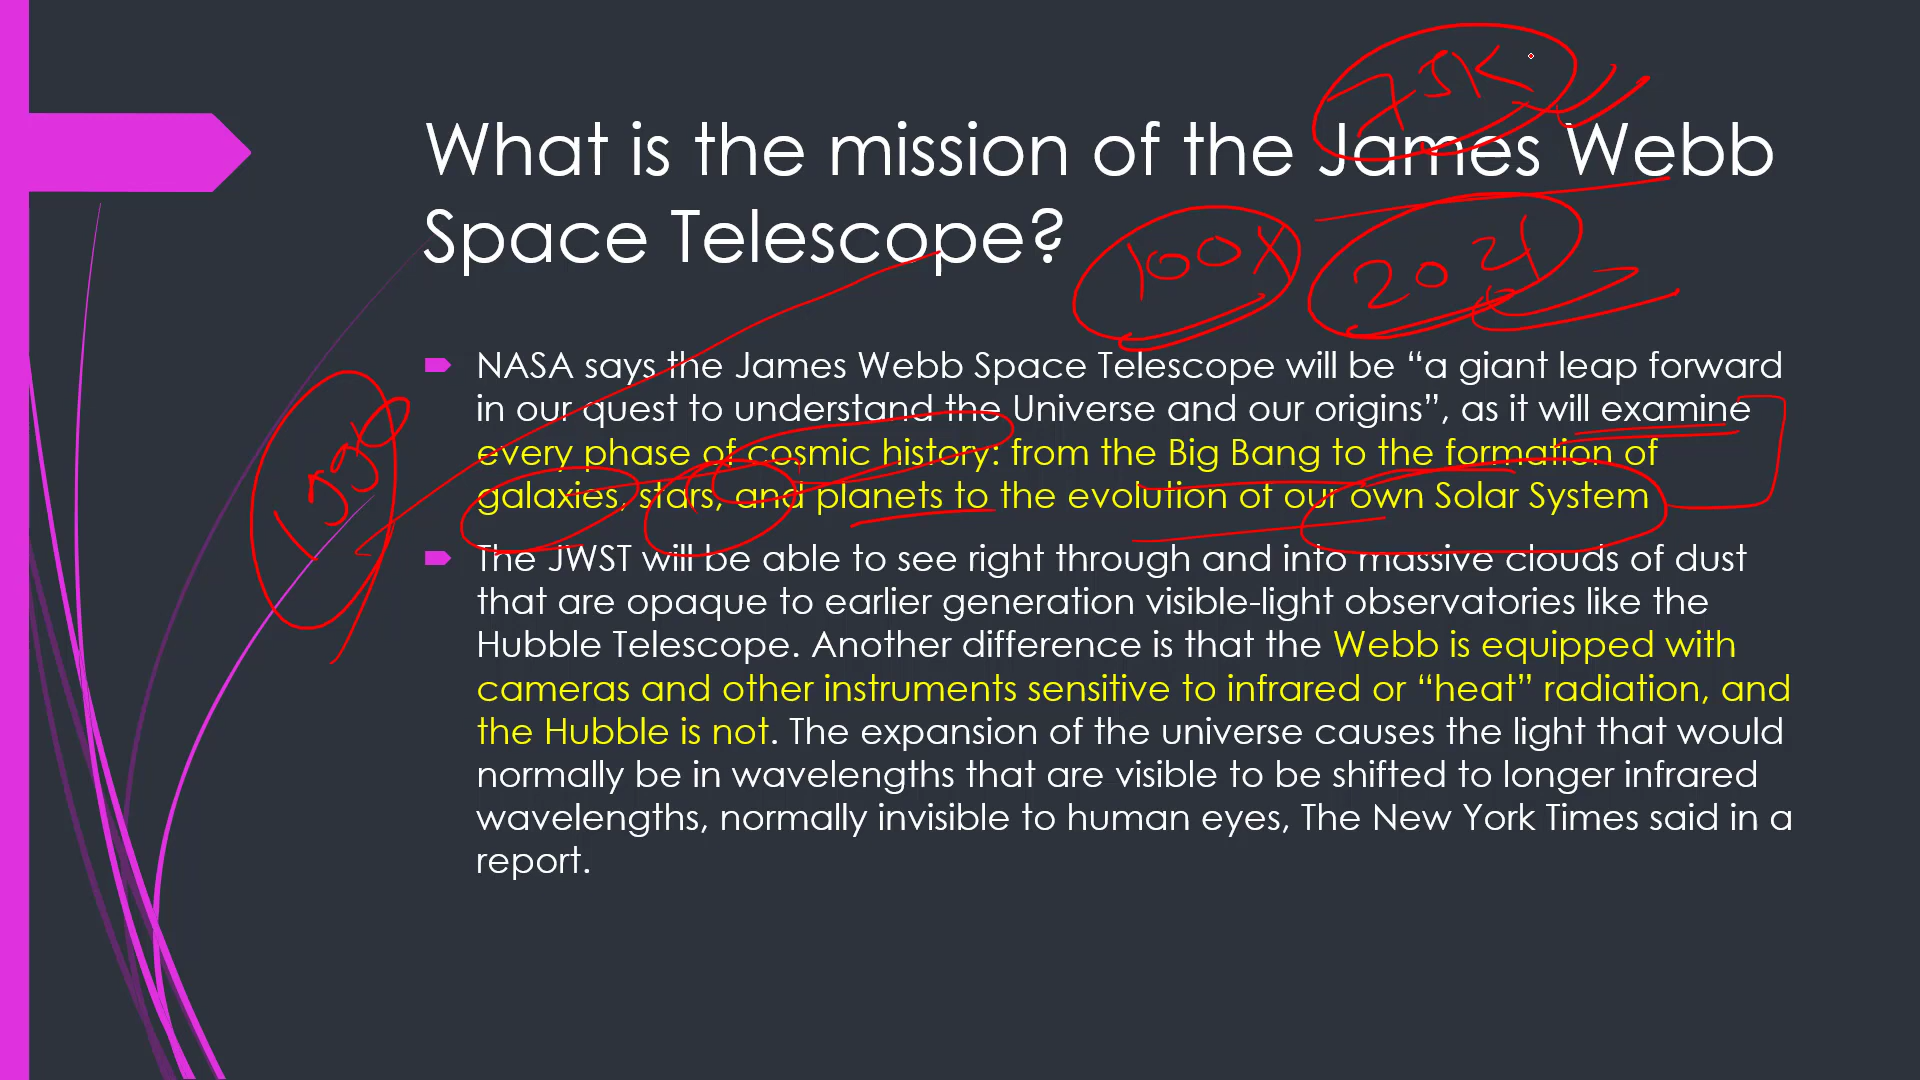 75K
What is the mission of the James Webb
Space Telescope?
100X
2021
NASA says the James Webb Space Telescope will be “a giant leap forward
in our quest to understand the Universe and our origins”, as it will examine
every phase of cosmic history: from the Big Bang to the formation of
galaxies, stars, and planets to the evolution of our own Solar System
The JWST will be able to see right through and into massive clouds of dust
that are opaque to earlier generation visible-light observatories like the
Hubble Telescope. Another difference is that the Webb is equipped with
cameras and other instruments sensitive to infrared or “heat” radiation, and
the Hubble is not. The expansion of the universe causes the light that would
normally be in wavelengths that are visible to be shifted to longer infrared
wavelengths, normally invisible to human eyes, The New York Times said in a
report.